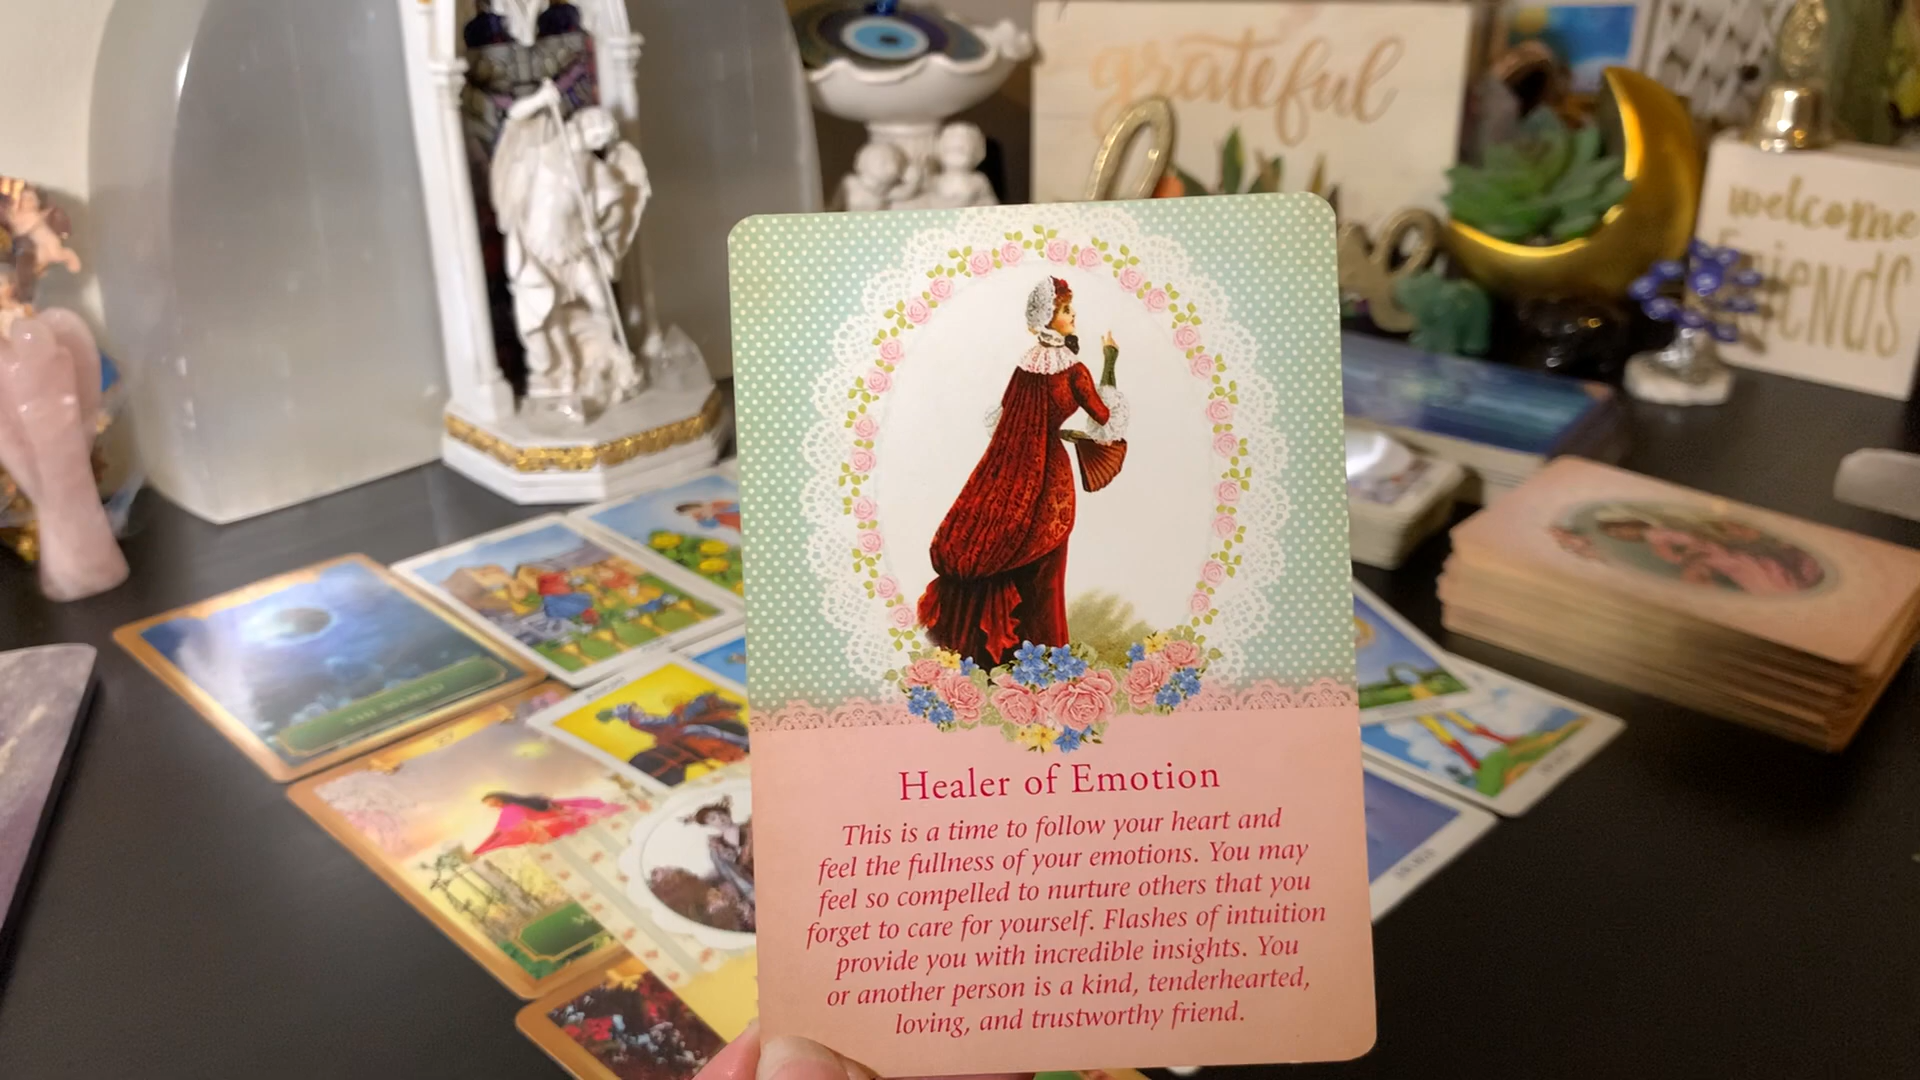 grateful
welcome
Friends
Healer of Emotion
This is a time to follow your heart and
feel the fullness of your emotions. You may
feel so compelled to nurture others that you
forget to care for yourself. Flashes of intuition
provide you with incredible insights. You
or another person is a kind, tenderhearted,
loving, and trustworthy friend.
THE WORLD